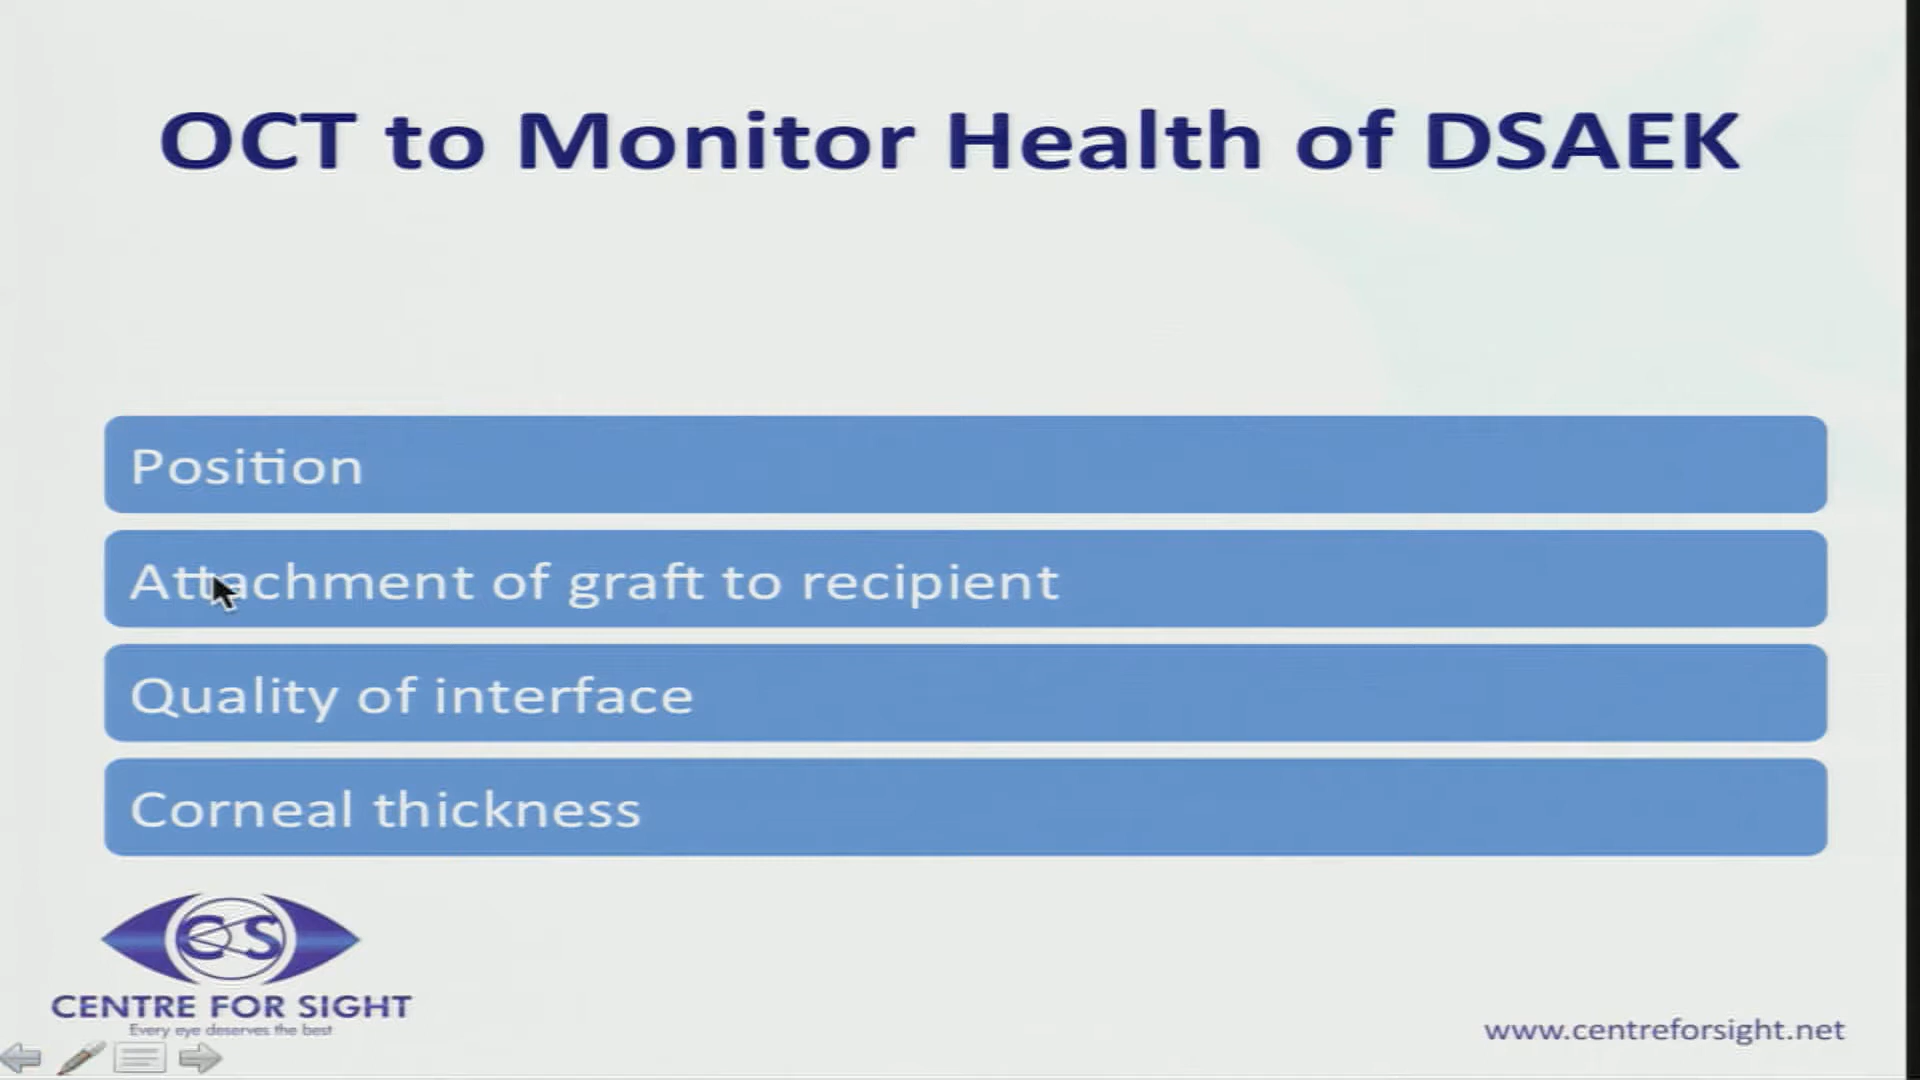 OCT to Monitor Health of DSAEK
Position
Attachment of graft to recipient
Quality of interface
Corneal thickness
CS
CENTRE FOR SIGHT
Every eye deserves the best
www.centreforsight.net